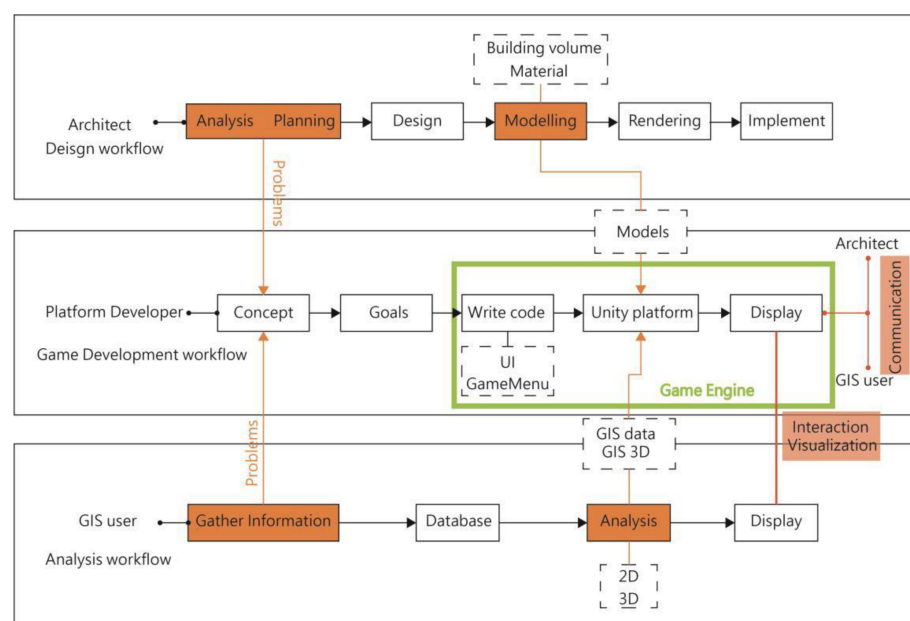 Building volume
Material
Analysis Planning
Design
Modelling
Rendering
Implement
Architect
Deisgn workflow
Problems
Models
Architect
Communication
Platform Developer
Concept
Goals
Write code
Unity platform
Display
Game Development workflow
UI
GameMenu
Game Engine
GIS user
Interaction
Visualization
GIS data
GIS 3D
Problems
GIS user
Gather Information
Database
Analysis
Display
Analysis workflow
2D
3D